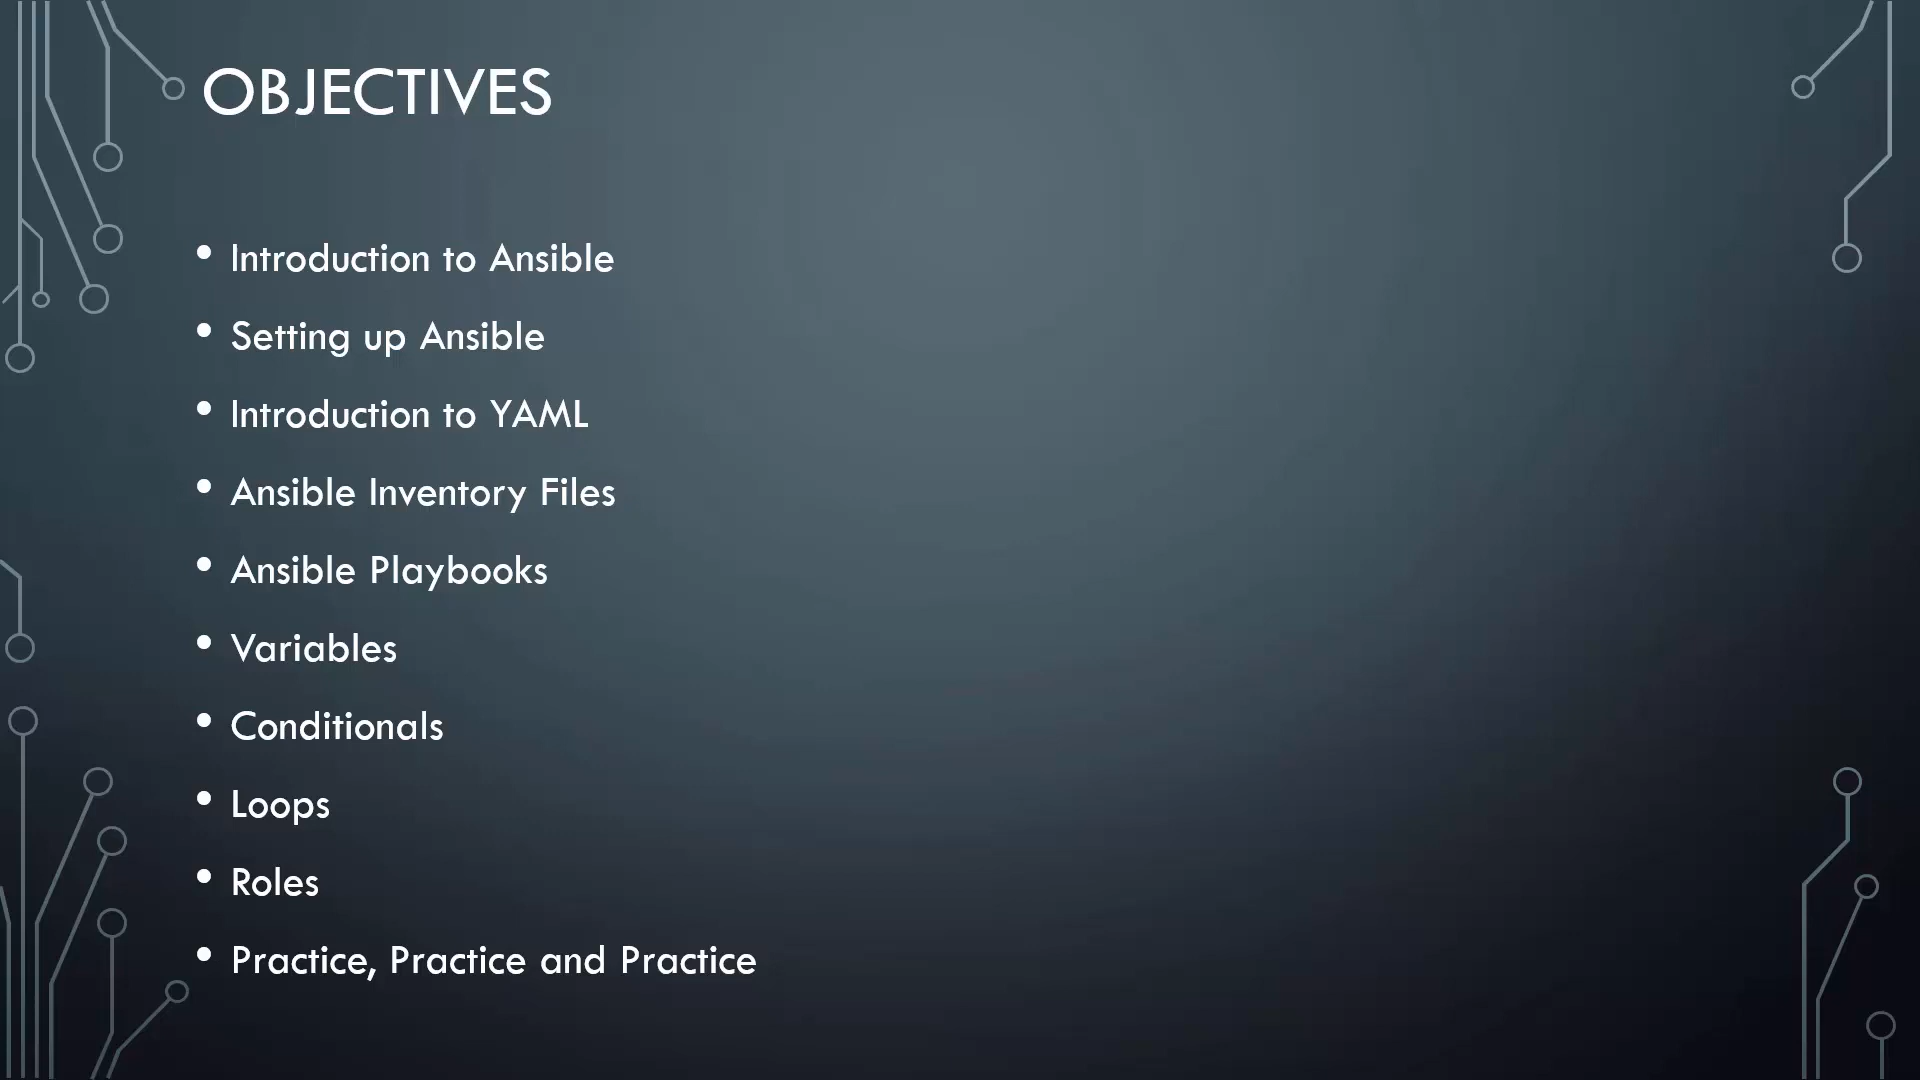 OBJECTIVES
• Introduction to Ansible
• Setting up Ansible
• Introduction to YAML
• Ansible Inventory Files
• Ansible Playbooks
• Variables
• Conditionals
• Loops
• Roles
• Practice, Practice and Practice